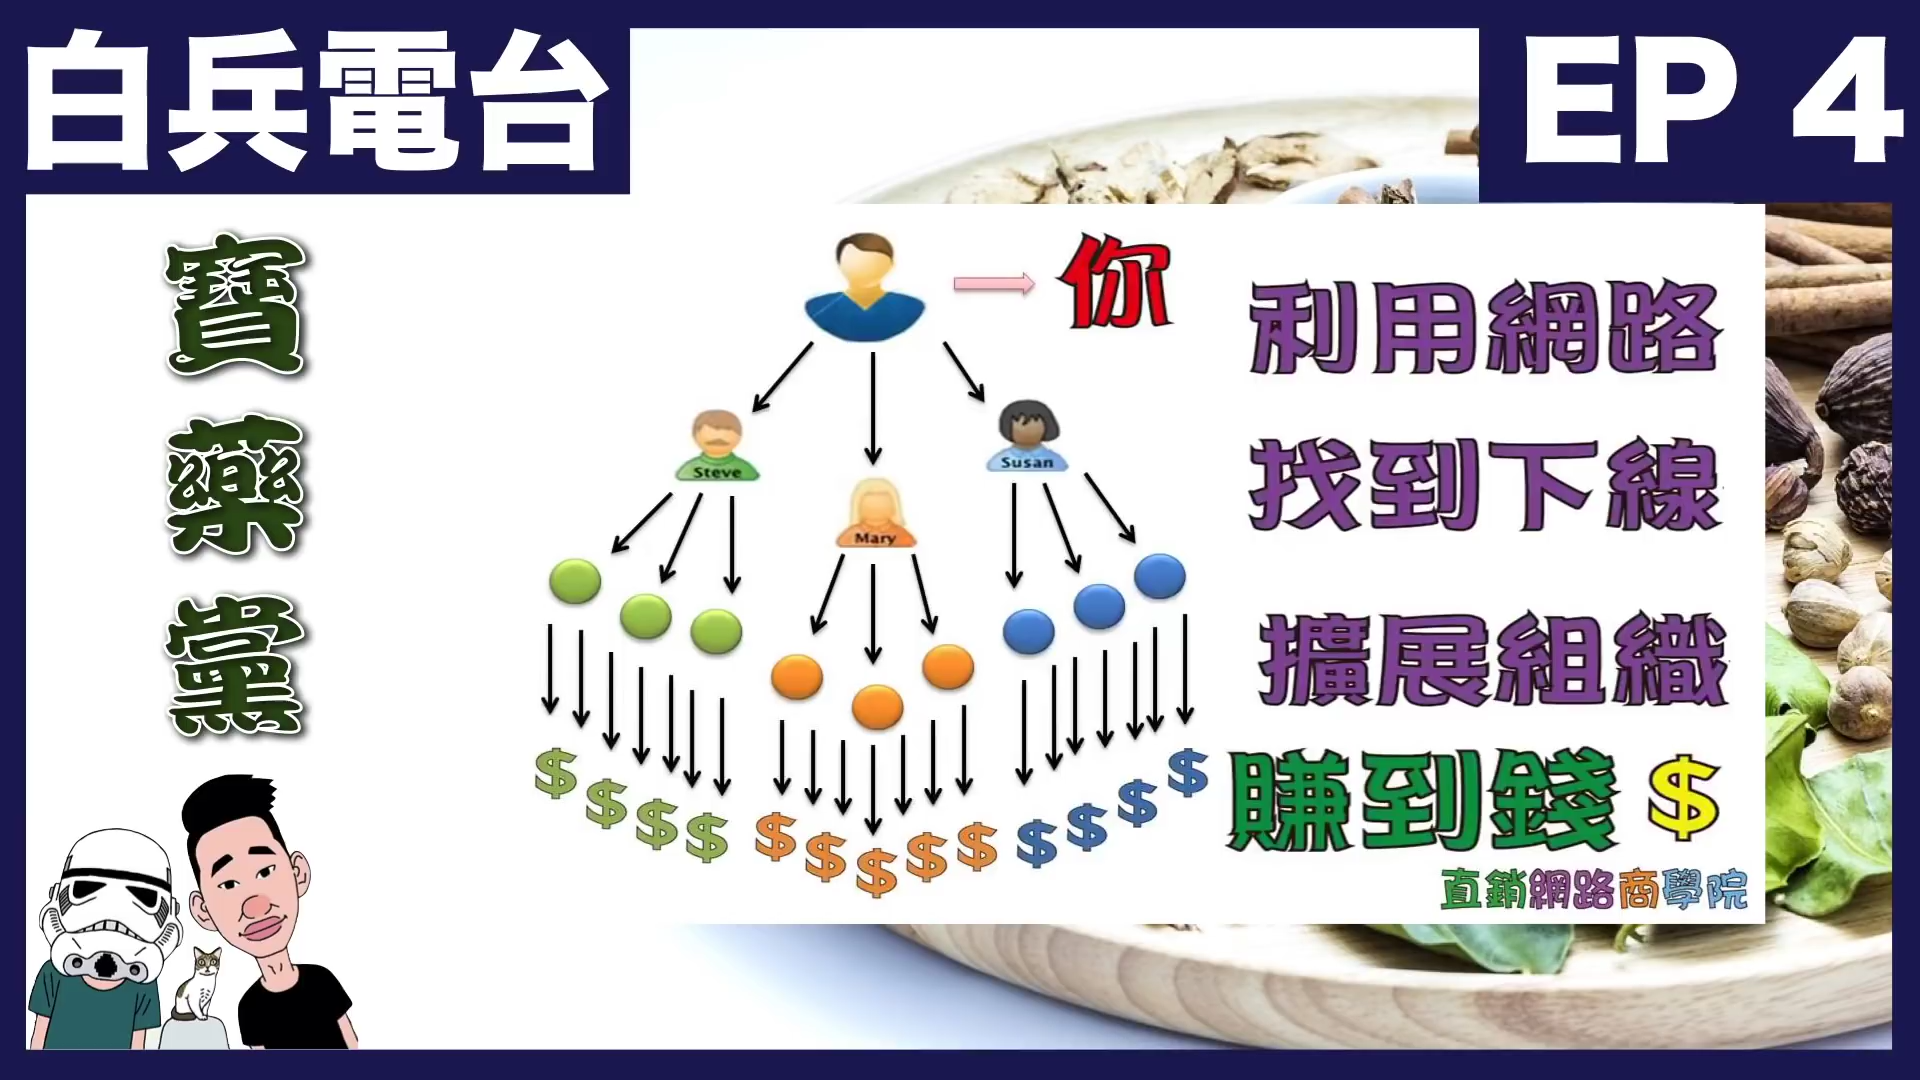 白兵電台
EP 4
寶藥黨
你
利用網路
找到下線
擴展組織
賺到錢 $
Steve
Susan
Mary
$ $ $ $ $ $ $ $ $ $ $ $ $
直銷網路商學院